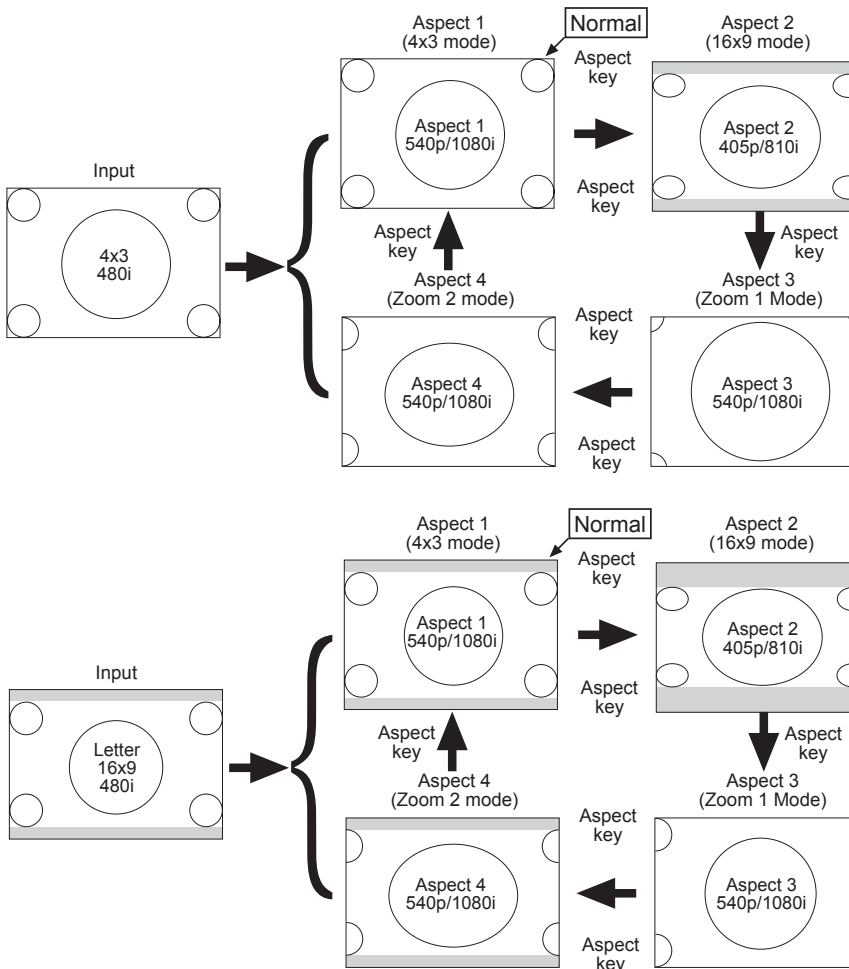 Input
4x3
480i
Aspect 1
(4x3 mode)
Normal
Aspect 1
540p/1080i
Aspect
key
Aspect
key
Aspect 2
(16x9 mode)
Aspect 2
405p/810i
Aspect
key
Aspect 3
(Zoom 1 Mode)
Aspect 3
540p/1080i
Aspect
key
Aspect
key
Aspect 4
(Zoom 2 mode)
Aspect 4
540p/1080i
Aspect
key
Input
Letter
16x9
480i
Aspect 1
(4x3 mode)
Normal
Aspect 1
540p/1080i
Aspect
key
Aspect
key
Aspect 2
(16x9 mode)
Aspect 2
405p/810i
Aspect
key
Aspect 3
(Zoom 1 Mode)
Aspect 3
540p/1080i
Aspect
key
Aspect
key
Aspect 4
(Zoom 2 mode)
Aspect 4
540p/1080i
Aspect
key